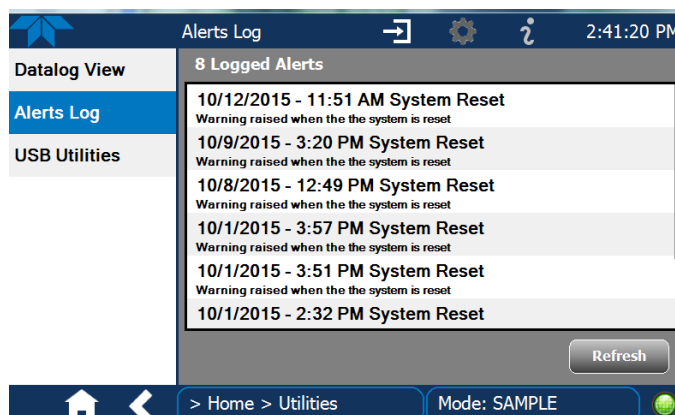 Alerts Log
2:41:20 PM
Datalog View
Alerts Log
USB Utilities
8 Logged Alerts
10/12/2015 - 11:51 AM System Reset
Warning raised when the the system is reset
10/9/2015 - 3:20 PM System Reset
Warning raised when the the system is reset
10/8/2015 - 12:49 PM System Reset
Warning raised when the the system is reset
10/1/2015 - 3:57 PM System Reset
Warning raised when the the system is reset
10/1/2015 - 3:51 PM System Reset
Warning raised when the the system is reset
10/1/2015 - 2:32 PM System Reset
Refresh
> Home > Utilities
Mode: SAMPLE